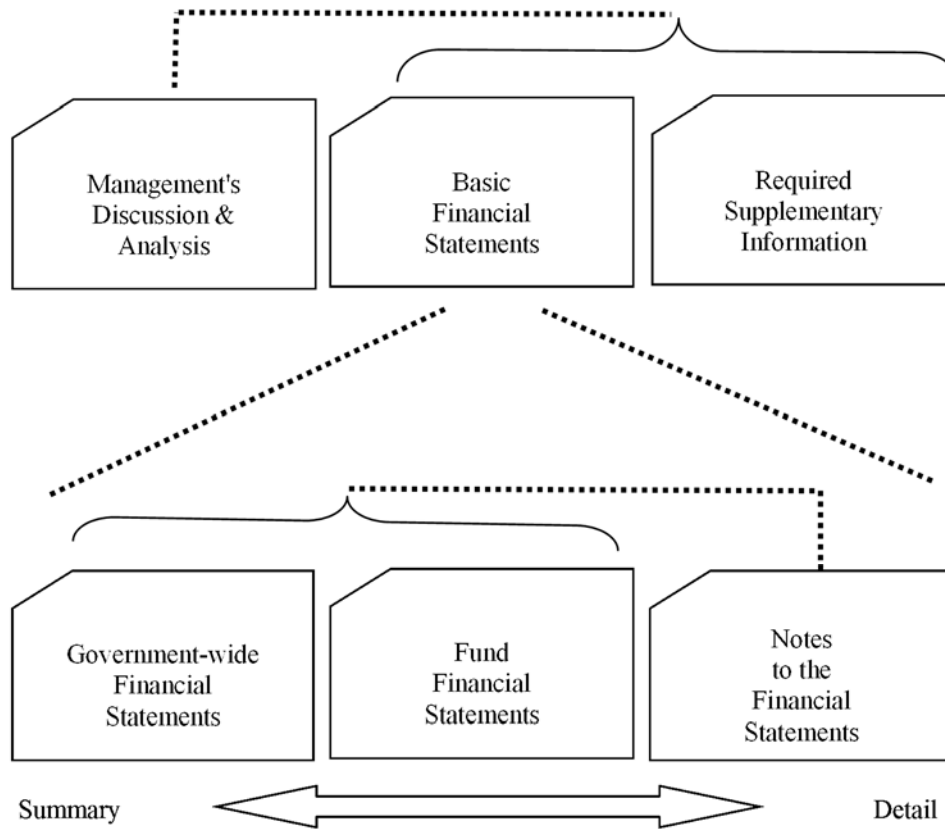 Management's
Discussion &
Analysis
Basic
Financial
Statements
Required
Supplementary
Information
Government-wide
Financial
Statements
Fund
Financial
Statements
Notes
to the
Financial
Statements
Summary
Detail